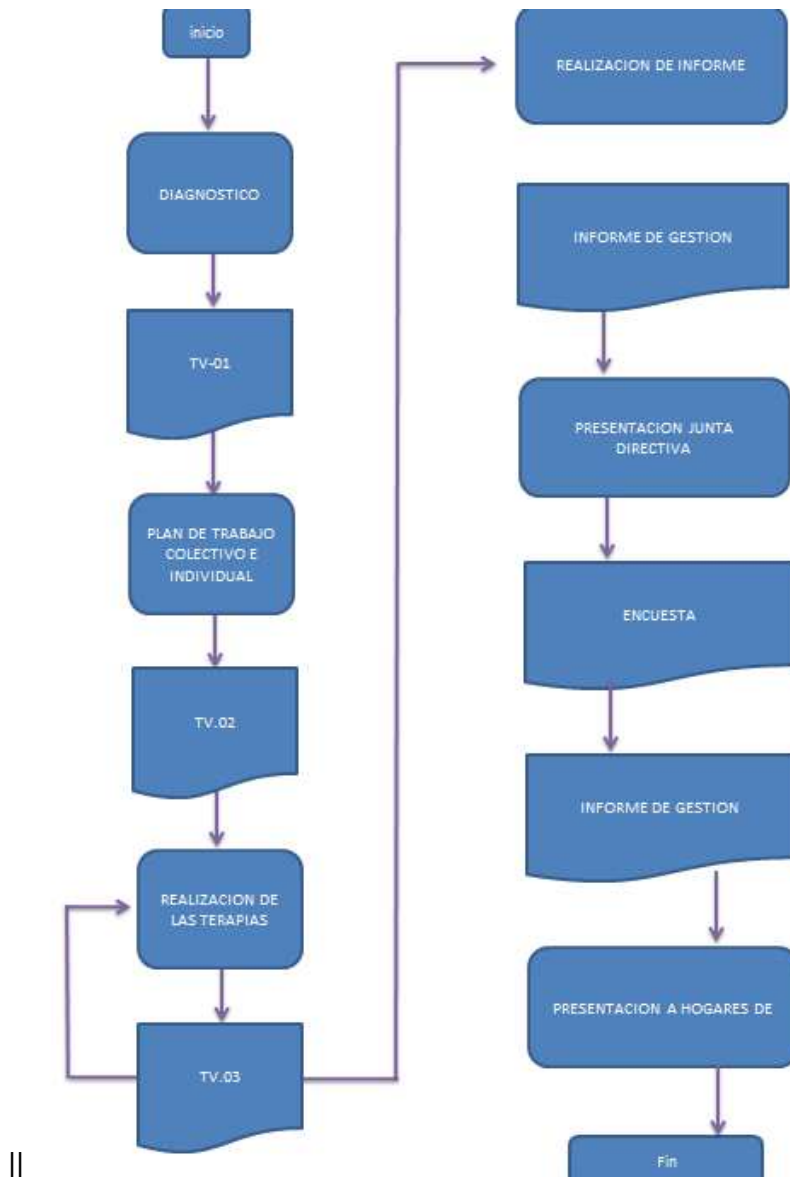 inicio
DIAGNOSTICO
TV-01
PLAN DE TRABAJO
COLECTIVO E
INDIVIDUAL
TV.02
REALIZACION DE
LAS TERAPIAS
TV.03
||
REALIZACION DE INFORME
INFORME DE GESTION
PRESENTACION JUNTA
DIRECTIVA
ENCUESTA
INFORME DE GESTION
PRESENTACION A HOGARES DE
Fin